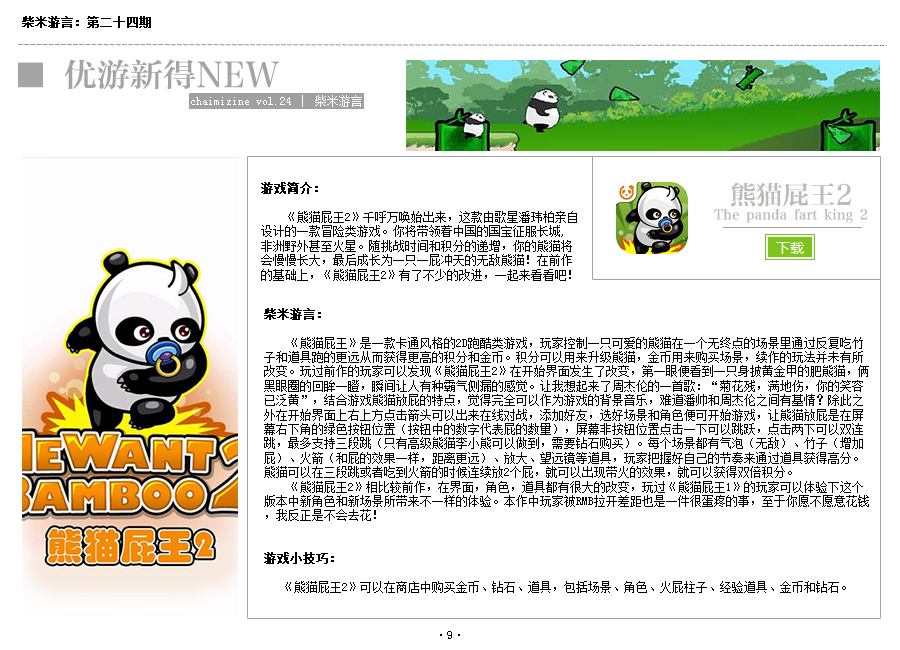 柴米游言：第二十四期
优游新得NEW
chaimizine vol.24 | 柴米游言
游戏简介：
《熊猫屁王2》千呼万唤始出来，这款由歌星潘玮柏亲自
设计的一款冒险类游戏。你将带领着中国的国宝征服长城，
非洲野外甚至火星。随挑战时间和积分的递增，你的熊猫将
会慢慢长大，最后成长为一只一屁冲天的无敌熊猫！在前作
的基础上，《熊猫屁王2》有了不少的改进，一起来看看吧！
熊猫屁王2
The panda fart king 2
下载
柴米游言：
《熊猫屁王》是一款卡通风格的2D跑酷类游戏，玩家控制一只可爱的熊猫在一个无终点的场景里通过反复吃竹
子和道具跑的更远从而获得更高的积分和金币。积分可以用来升级熊猫，金币用来购买场景，续作的玩法并未有所
改变。玩过前作的玩家可以发现《熊猫屁王2》在开始界面发生了改变，第一眼便看到一只身披黄金甲的肥熊猫，俩
黑眼圈的回眸一瞪，瞬间让人有种霸气侧漏的感觉。让我想起来了周杰伦的一首歌：“菊花残，满地伤，你的笑容
已泛黄”，结合游戏熊猫放屁的特点，觉得完全可以作为游戏的背景音乐，难道潘帅和周杰伦之间有基情？除此之
外在开始界面上右上方点击箭头可以出来在线对战，添加好友，选好场景和角色便可开始游戏，让熊猫放屁是在屏
幕右下角的绿色按钮位置（按钮中的数字代表屁的数量），屏幕非按钮位置点击一下可以跳跃，点击两下可以双连
跳，最多支持三段跳（只有高级熊猫李小熊可以做到，需要钻石购买）。每个场景都有气泡（无敌）、竹子（增加
屁）、火箭（和屁的效果一样，距离更远）、放大、望远镜等道具，玩家把握好自己的节奏来通过道具获得高分。
熊猫可以在三段跳或者吃到火箭的时候连续放2个屁，就可以出现带火的效果，就可以获得双倍积分。
《熊猫屁王2》相比较前作，在界面，角色，道具都有很大的改变，玩过《熊猫屁王1》的玩家可以体验下这个
版本中新角色和新场景所带来不一样的体验。本作中玩家被RMB拉开差距也是一件很蛋疼的事，至于你愿不愿意花钱
，我反正是不会去花！
游戏小技巧：
《熊猫屁王2》可以在商店中购买金币、钻石、道具，包括场景、角色、火屁柱子、经验道具、金币和钻石。
HEWANT
BAMBOO2
熊猫屁王2
·9·